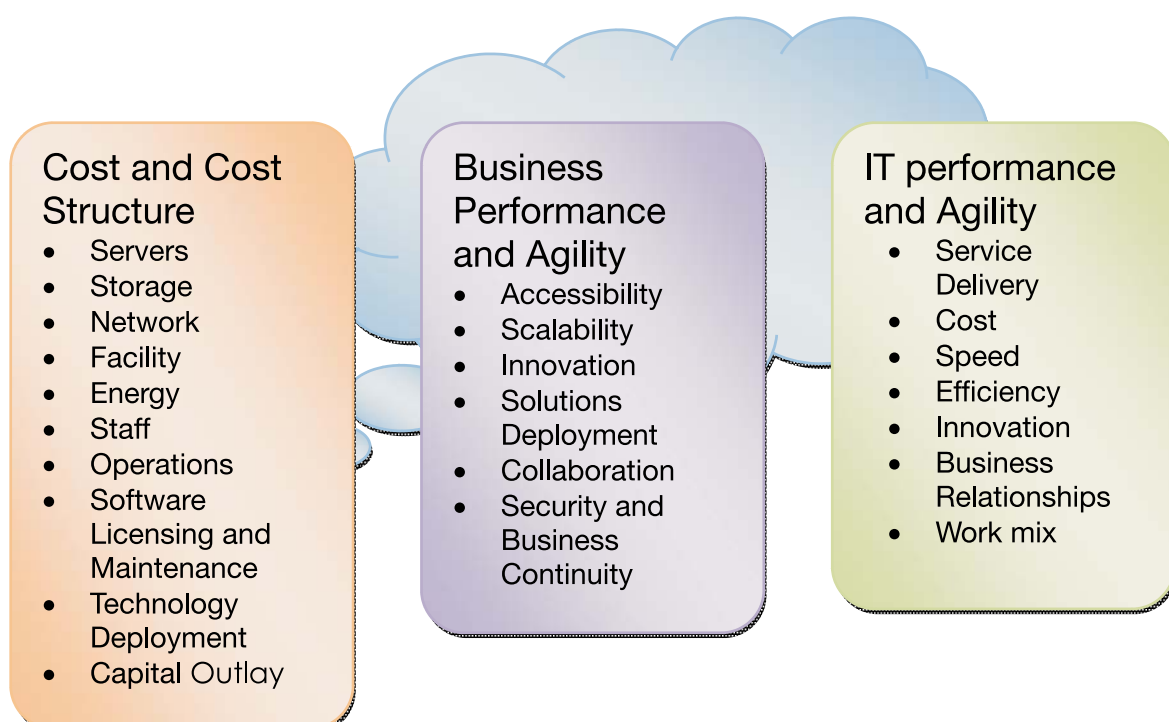 Cost and Cost
Structure
• Servers
• Storage
• Network
• Facility
• Energy
• Staff
• Operations
• Software
Licensing and
Maintenance
• Technology
Deployment
• Capital Outlay
Business
Performance
and Agility
• Accessibility
• Scalability
• Innovation
• Solutions
Deployment
• Collaboration
• Security and
Business
Continuity
IT performance
and Agility
• Service
Delivery
• Cost
• Speed
• Efficiency
• Innovation
• Business
Relationships
• Work mix